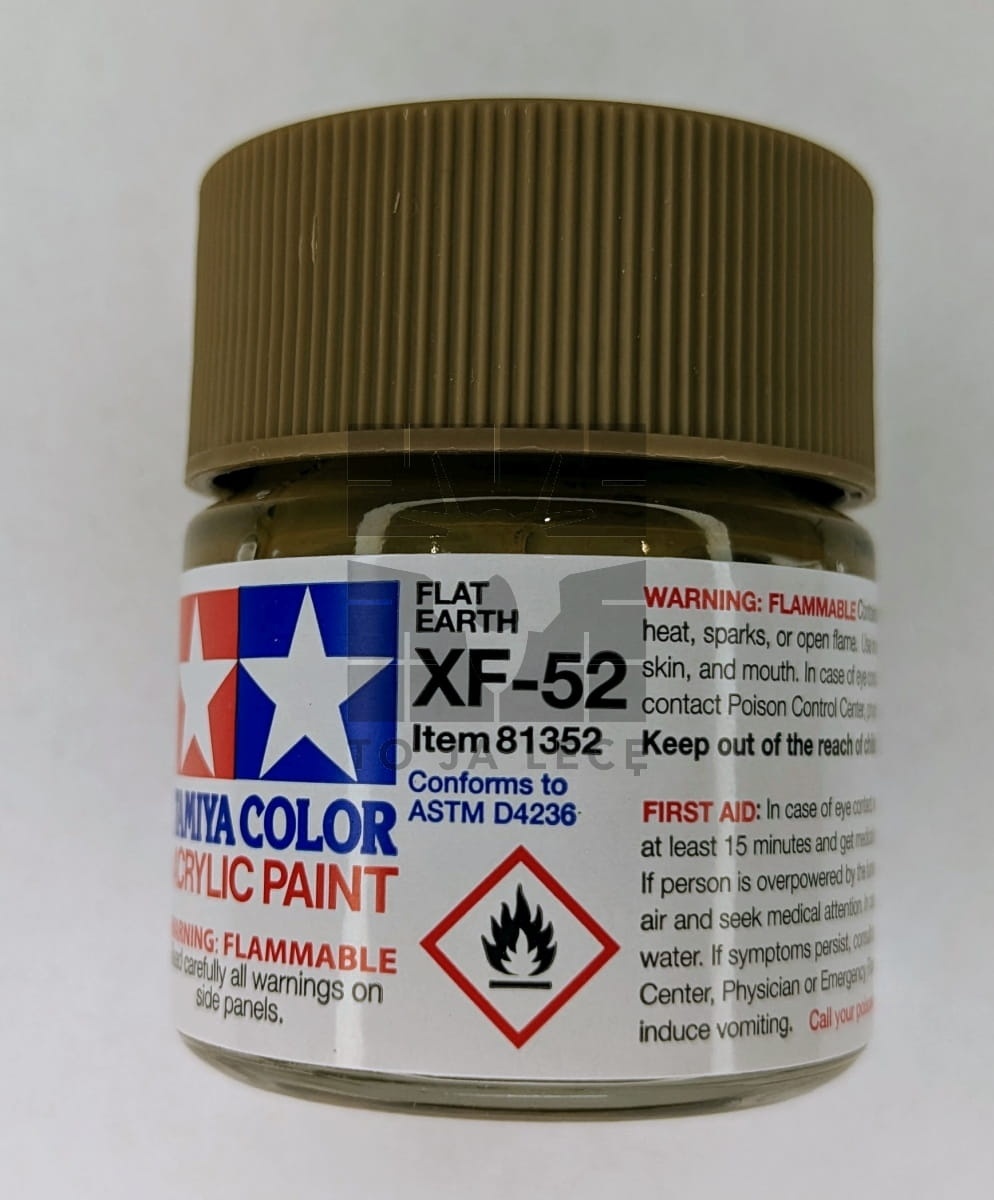 FLAT
EARTH
XF-52
Item 81352
Conforms to
ASTM D4236
TAMIYA COLOR
ACRYLIC PAINT
WARNING: FLAMMABLE
carefully all warnings on
side panels.
WARNING: FLAMMABLE
heat, sparks, or open flame.
skin, and mouth. In case of eye
contact Poison Control Center,
Keep out of the reach of
FIRST AID: In case of eye contact
at least 15 minutes and get
If person is overpowered by the
air and seek medical attention.
water. If symptoms persist,
Center, Physician or Emergency
induce vomiting. Call your
TO JA LECĘ